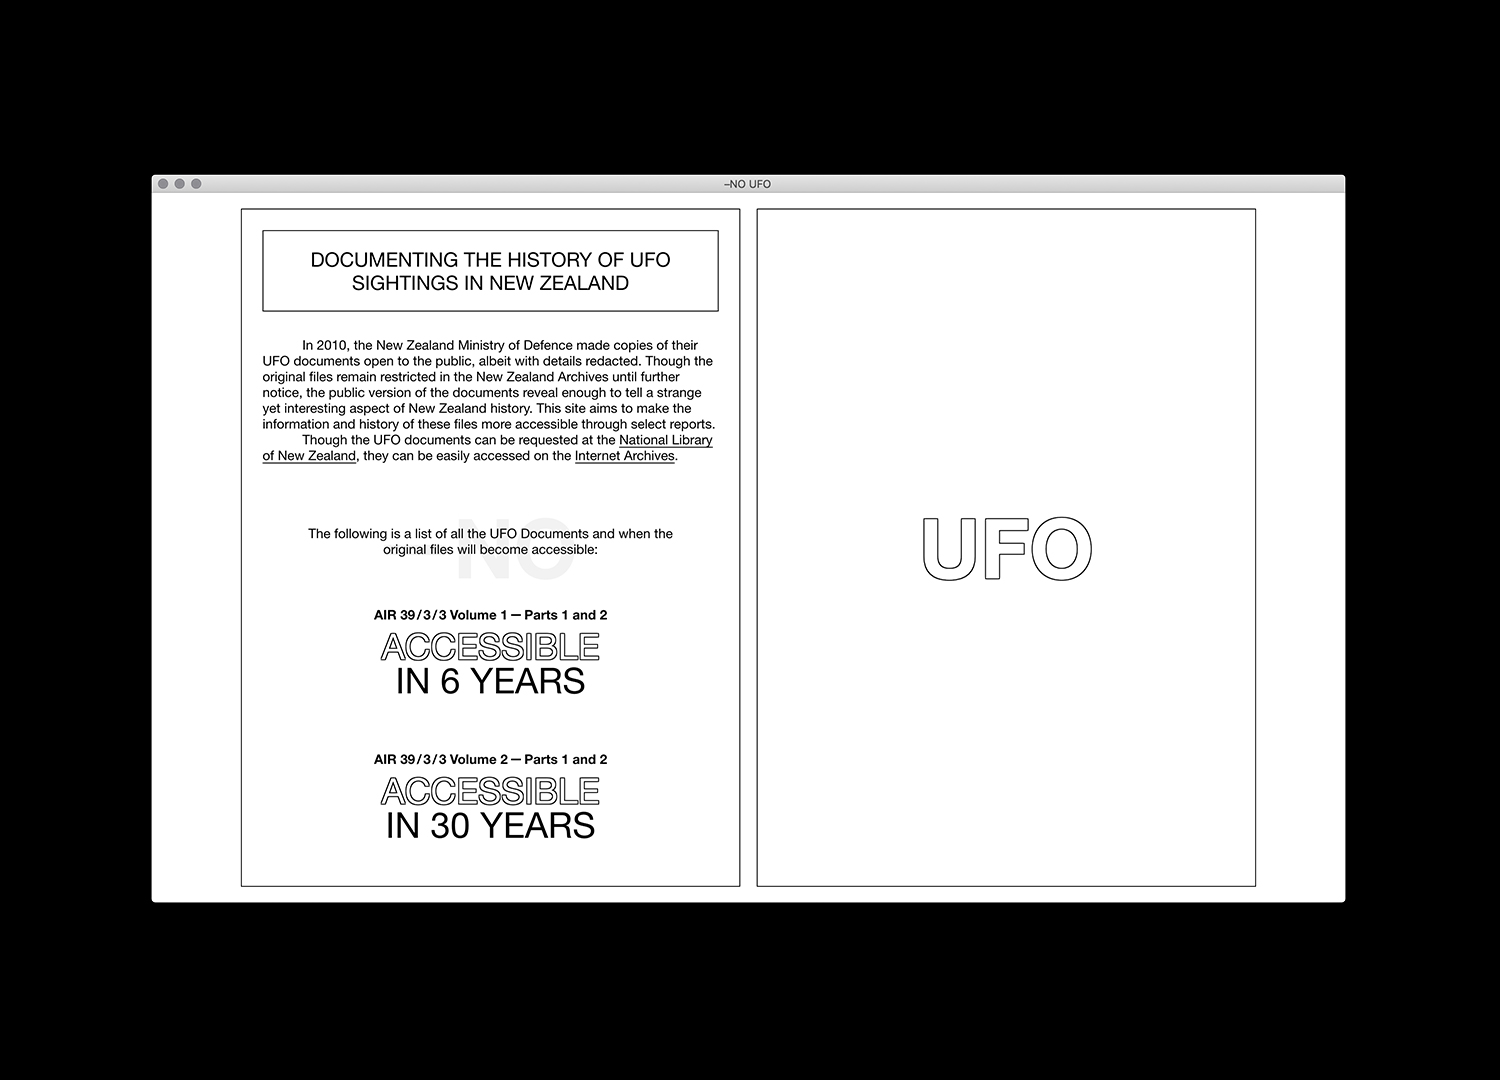 –NO UFO
DOCUMENTING THE HISTORY OF UFO
SIGHTINGS IN NEW ZEALAND
In 2010, the New Zealand Ministry of Defence made copies of their
UFO documents open to the public, albeit with details redacted. Though the
original files remain restricted in the New Zealand Archives until further
notice, the public version of the documents reveal enough to tell a strange
yet interesting aspect of New Zealand history. This site aims to make the
information and history of these files more accessible through select reports.
Though the UFO documents can be requested at the National Library
of New Zealand, they can be easily accessed on the Internet Archives.
NO
The following is a list of all the UFO Documents and when the
original files will become accessible:
AIR 39/3/3 Volume 1 — Parts 1 and 2
ACCESSIBLE
IN 6 YEARS
AIR 39/3/3 Volume 2 — Parts 1 and 2
ACCESSIBLE
IN 30 YEARS
UFO